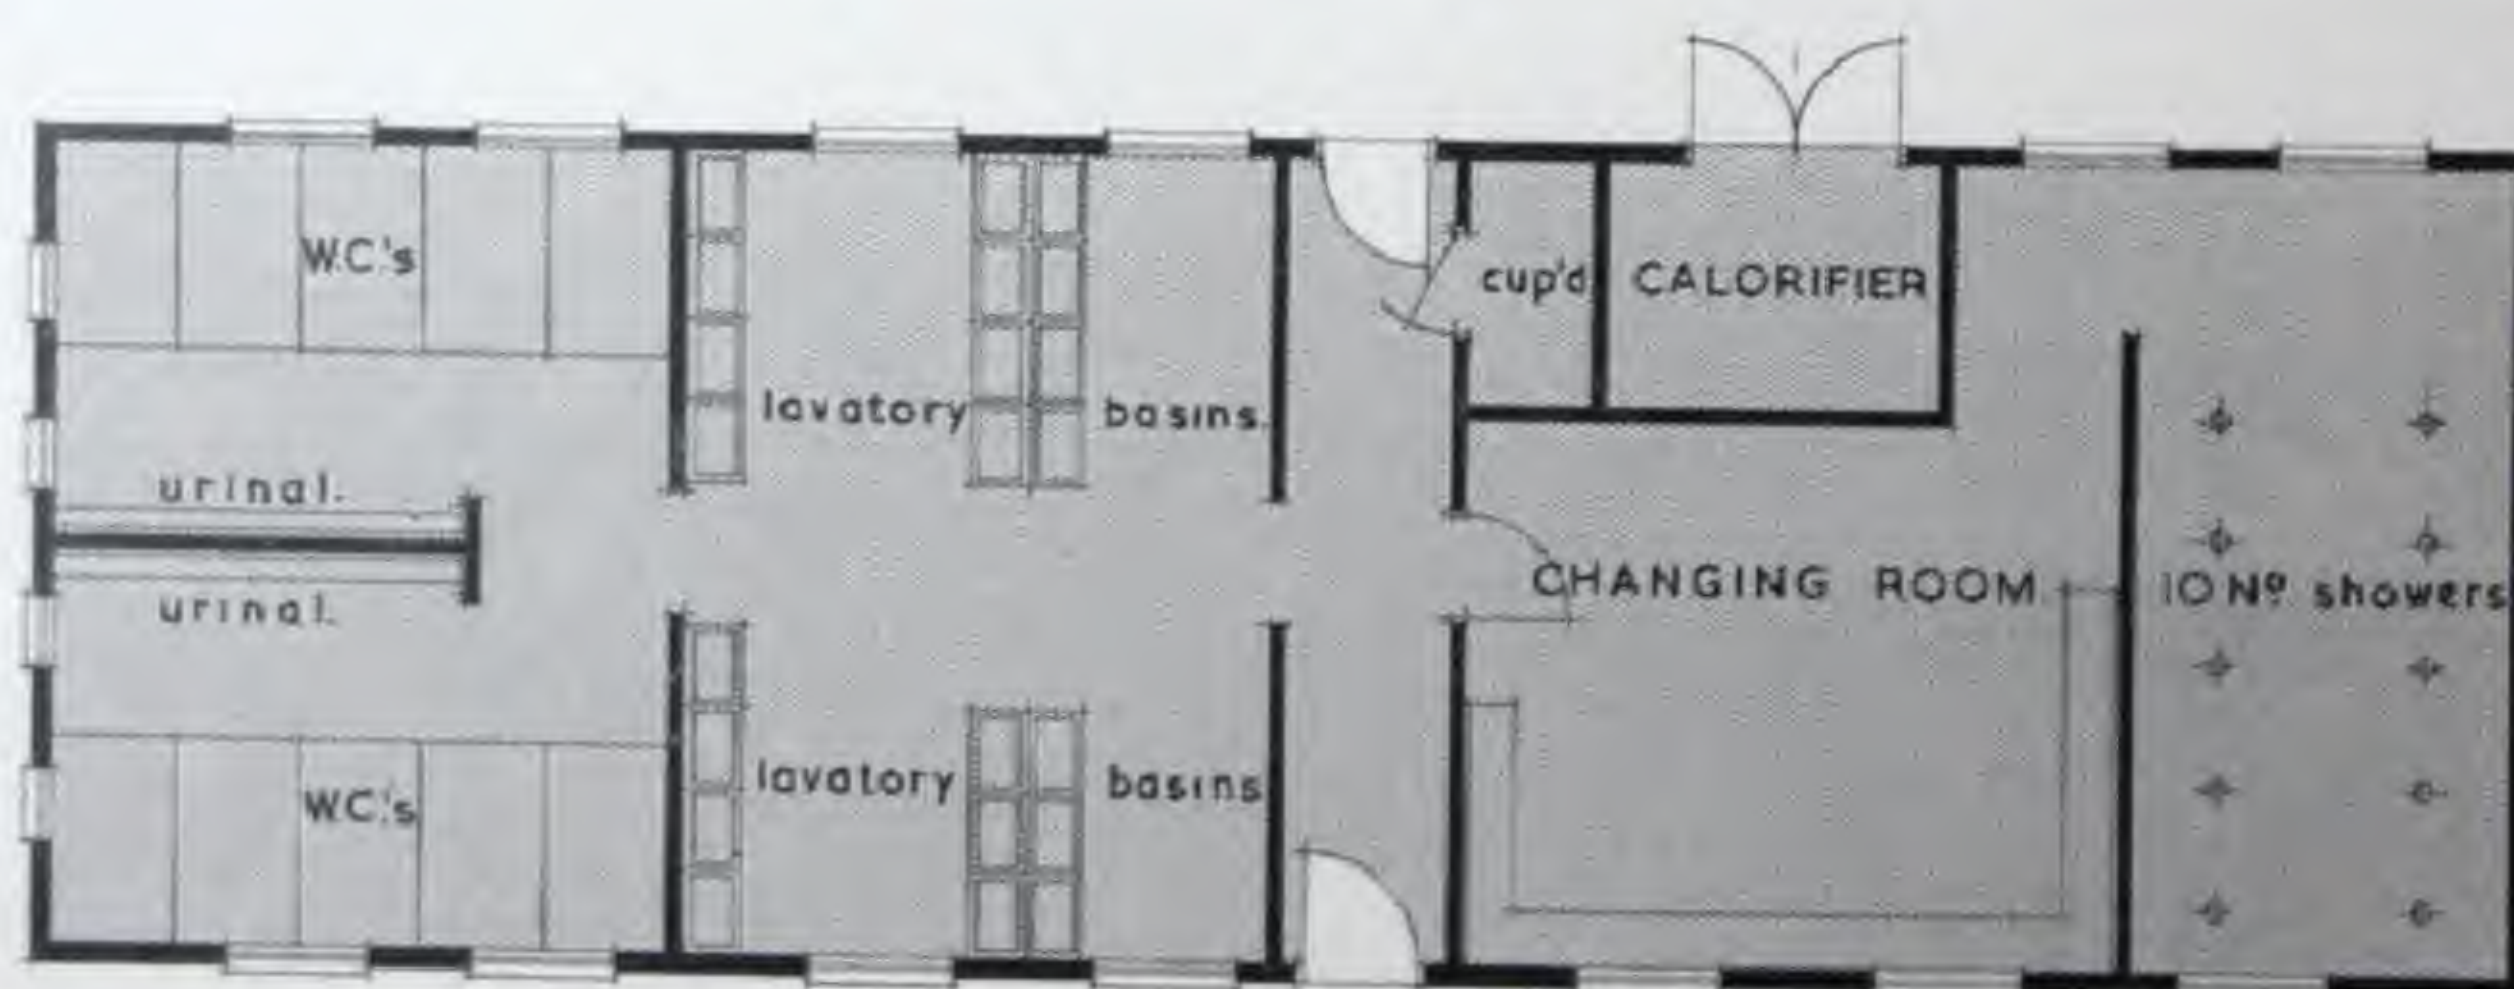 W.C.'s
cup'd
CALORIFIER
lavatory basins.
urinal.
CHANGING ROOM
10 Nº showers
urinal.
lavatory basins
W.C.'s